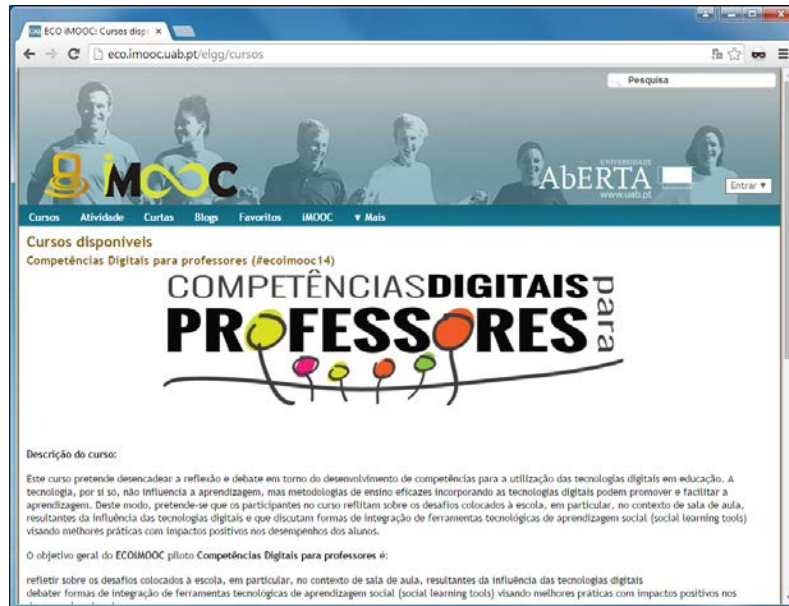 ECO iMOOC: Cursos disp
eco.imooc.uab.pt/elgg/cursos
Pesquisa
iMOOC
UNIVERSIDADE
AbERTA
www.uab.pt
Entrar ▼
Cursos Atividade Curtas Blogs Favoritos iMOOC ▼ Mais
Cursos disponíveis
Competências Digitais para professores (#ecoimooc14)
COMPETÊNCIASDIGITAIS para
PROFESSORES
Descrição do curso:
Este curso pretende desencadear a reflexão e debate em torno do desenvolvimento de competências para a utilização das tecnologias digitais em educação. A
tecnologia, por si só, não influencia a aprendizagem, mas metodologias de ensino eficazes incorporando as tecnologias digitais podem promover e facilitar a
aprendizagem. Deste modo, pretende-se que os participantes no curso reflitam sobre os desafios colocados à escola, em particular, no contexto de sala de aula,
resultantes da influência das tecnologias digitais e que discutam formas de integração de ferramentas tecnológicas de aprendizagem social (social learning tools)
visando melhores práticas com impactos positivos nos desempenhos dos alunos.
O objetivo geral do ECOiMOOC piloto Competências Digitais para professores é:
refletir sobre os desafios colocados à escola, em particular, no contexto de sala de aula, resultantes da influência das tecnologias digitais
debater formas de integração de ferramentas tecnológicas de aprendizagem social (social learning tools) visando melhores práticas com impactos positivos nos